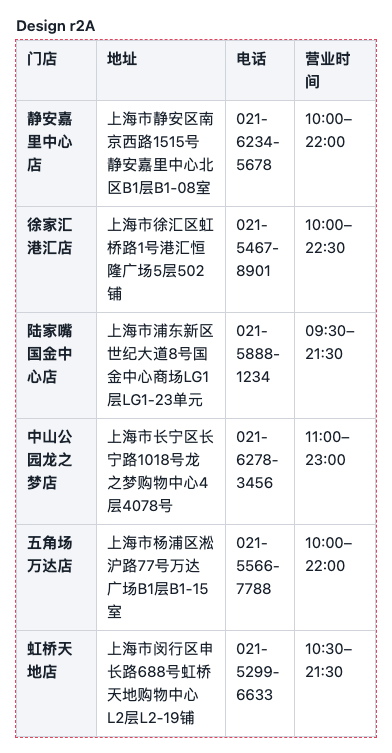 Design r2A
门店 地址 电话 营业时
间
静安嘉 上海市静安区南 021- 10:00–
里中心 京西路1515号 6234- 22:00
店 静安嘉里中心北 5678
区B1层B1-08室
徐家汇 上海市徐汇区虹 021- 10:00–
港汇店 桥路1号港汇恒 5467- 22:30
隆广场5层502 8901
铺
陆家嘴 上海市浦东新区 021- 09:30–
国金中 世纪大道8号国 5888- 21:30
心店 金中心商场LG1 1234
层LG1-23单元
中山公 上海市长宁区长 021- 11:00–
园龙之 宁路1018号龙 6278- 23:00
梦店 之梦购物中心4 3456
层4078号
五角场 上海市杨浦区淞 021- 10:00–
万达店 沪路77号万达 5566- 22:00
广场B1层B1-15 7788
室
虹桥天 上海市闵行区申 021- 10:30–
地店 长路688号虹桥 5299- 21:30
天地购物中心 6633
L2层L2-19铺